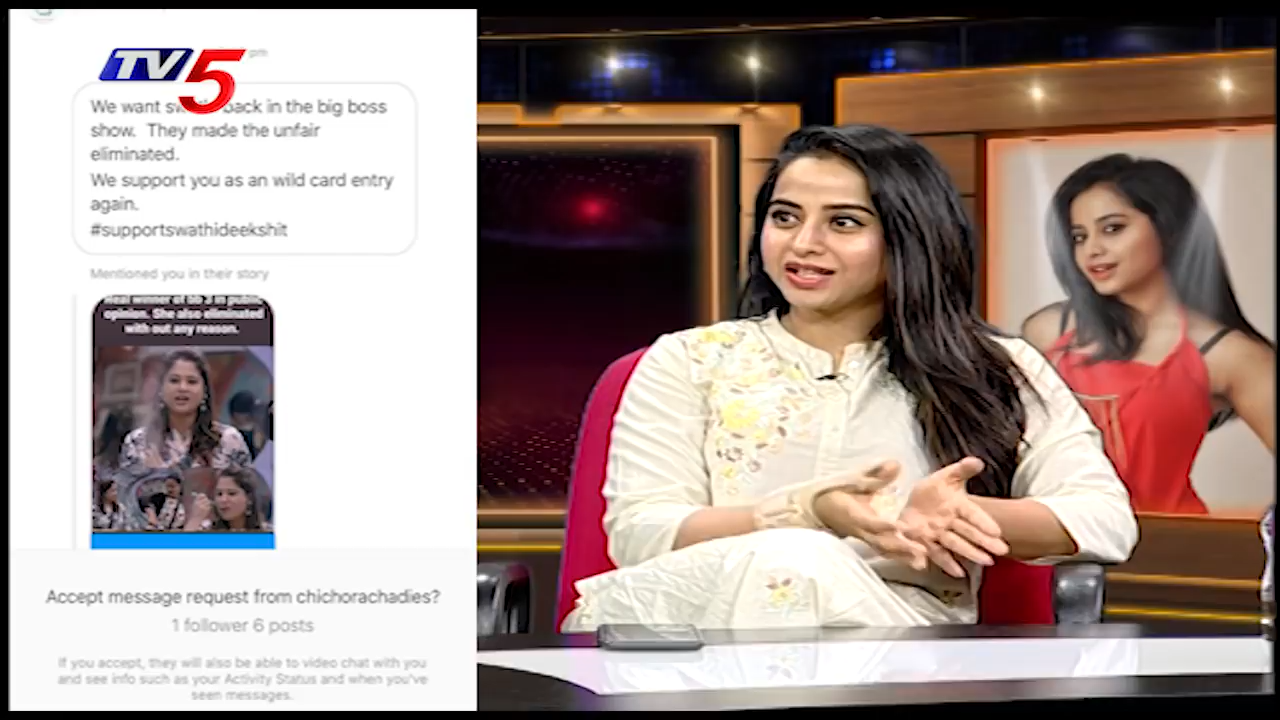 TV5
pm
We want back in the big boss
show. They made the unfair
eliminated.
We support you as an wild card entry
again.
#supportswathideekshit
Mentioned you in their story
Real winner of bb 3 in public
opinion. She also eliminated
with out any reason.
Accept message request from chichorachadies?
1 follower 6 posts
If you accept, they will also be able to video chat with you
and see info such as your Activity Status and when you've
seen messages.